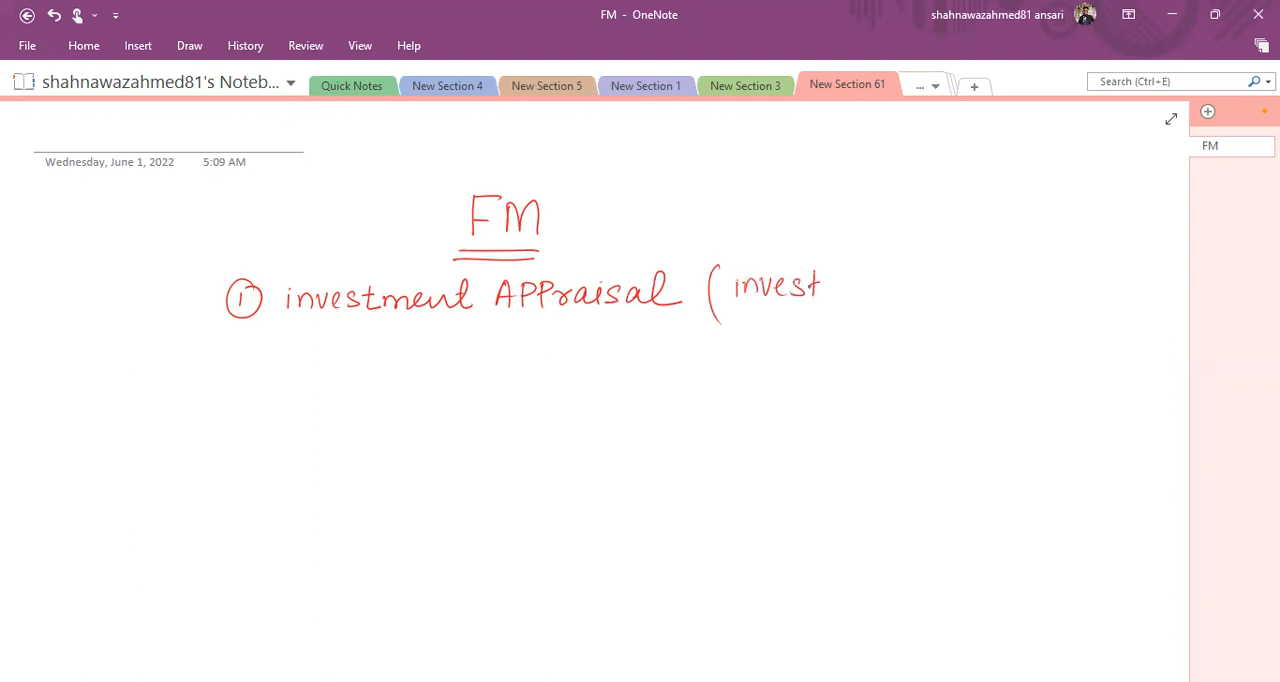 FM - OneNote
shahnawazahmed81 ansari
File Home Insert Draw History Review View Help
shahnawazahmed81's Noteb... Quick Notes New Section 4 New Section 5 New Section 1 New Section 3 New Section 61 ... + Search (Ctrl+E)
FM
Wednesday, June 1, 2022 5:09 AM
FM
① investment APPraisal (invest